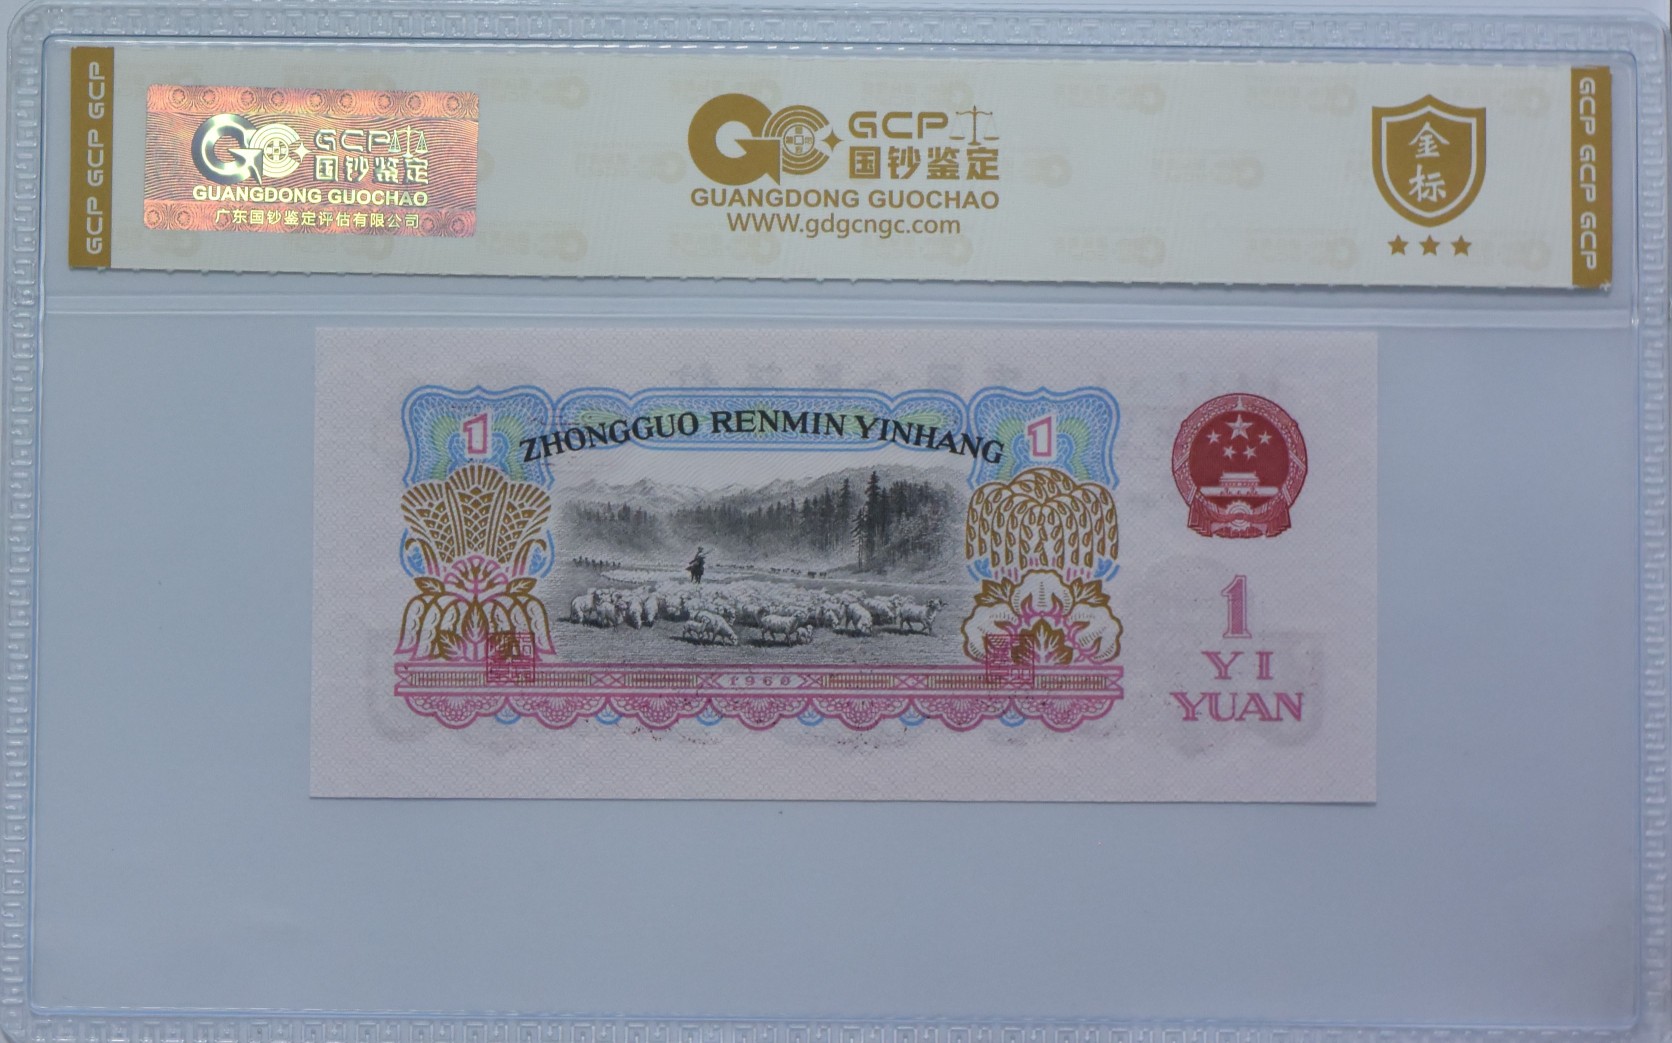 GCP GCP GCP
GCP
国钞鉴定
GUANGDONG GUOCHAO
广东国钞鉴定评估有限公司
GCP
国钞鉴定
GUANGDONG GUOCHAO
WWW.gdgcngc.com
金
标
GCP GCP GCP
1
ZHONGGUO RENMIN YINHANG
1
1960
1
YI
YUAN